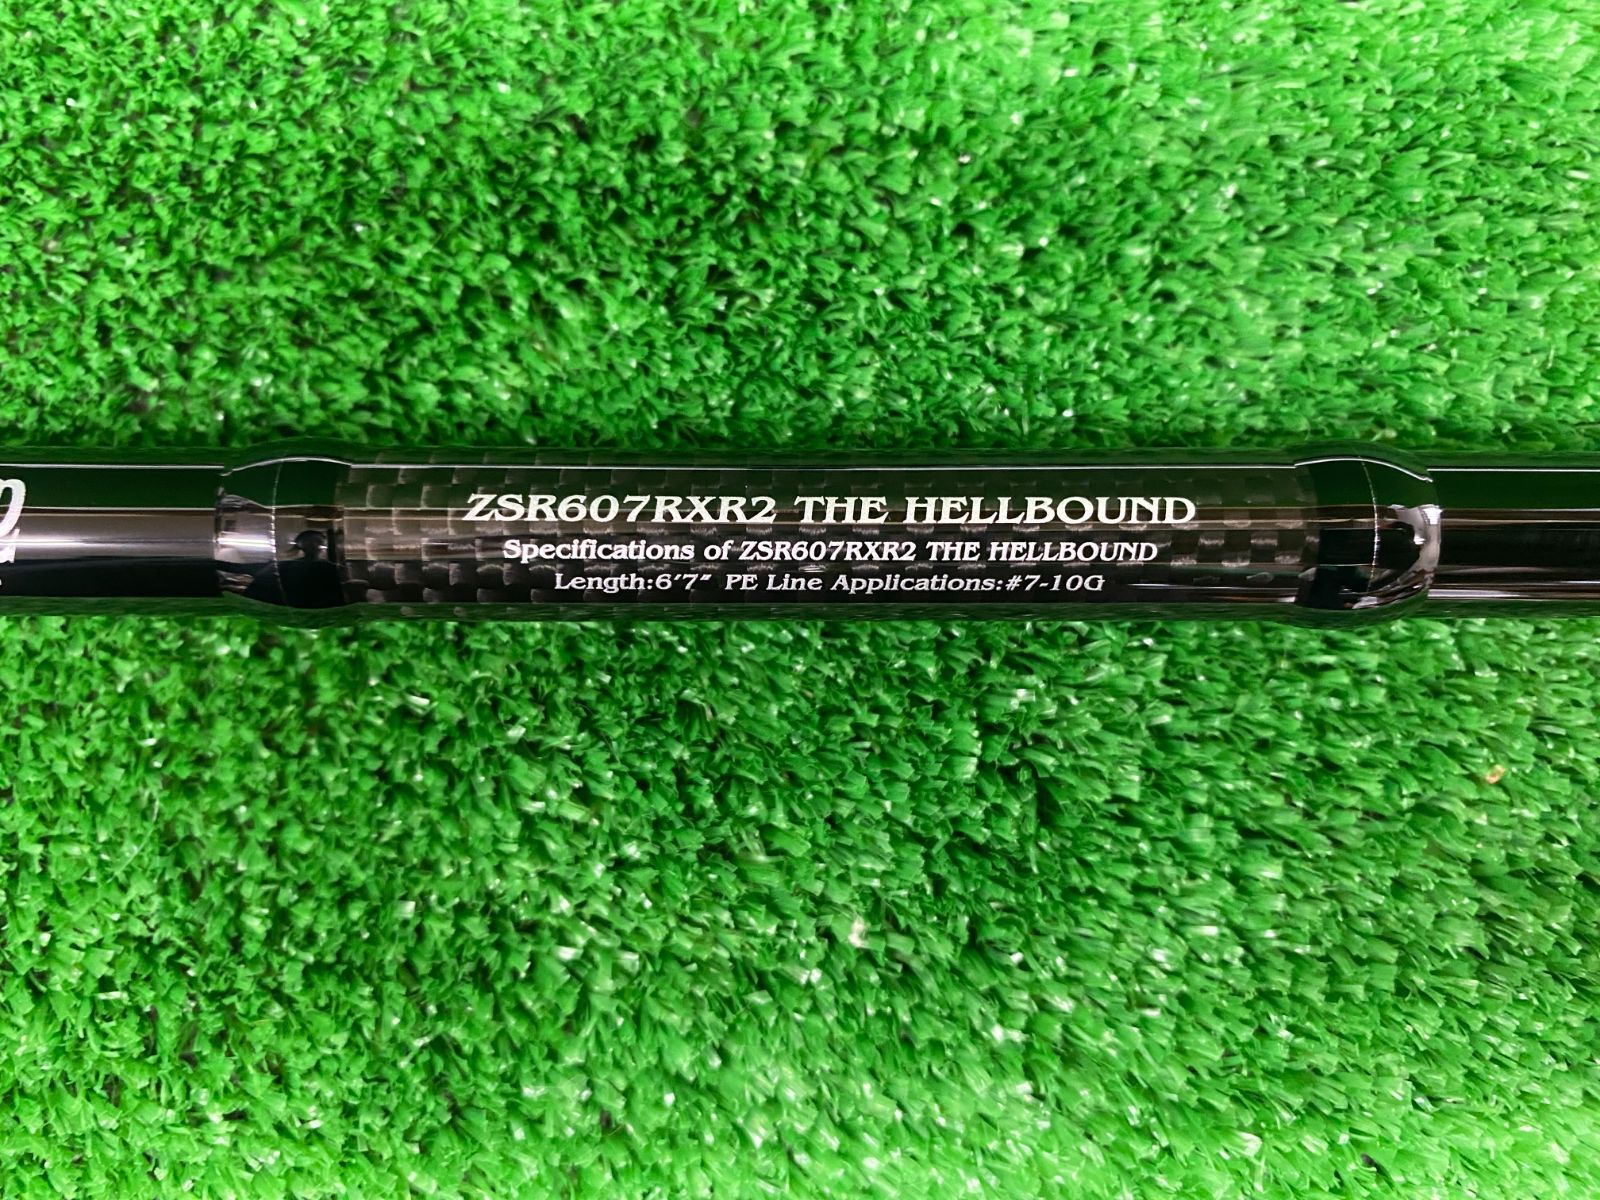 ZSR607RXR2 THE HELLBOUND
Specifications of ZSR607RXR2 THE HELLBOUND
Length:6'7" PE Line Applications:#7-10G